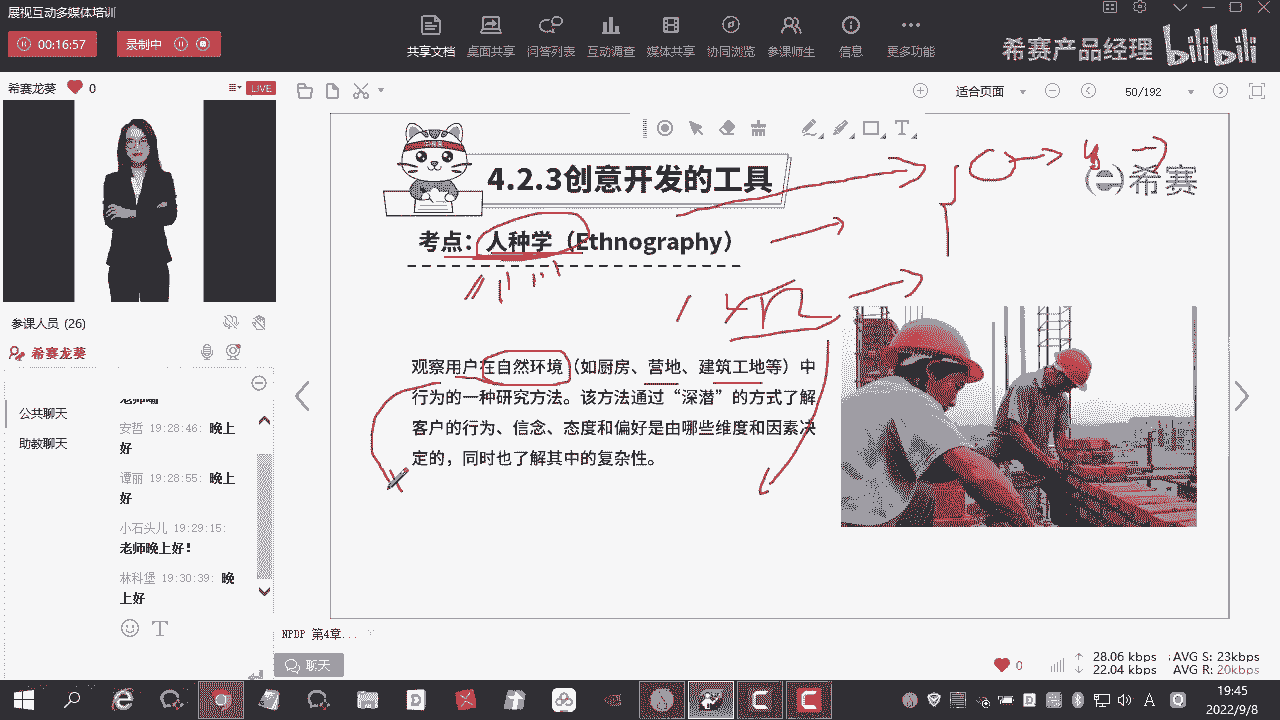 展视互动多媒体培训
00:16:57
录制中
共享文档
桌面共享
问答列表
互动调查
媒体共享
协同浏览
参课师生
信息
更多功能
希赛产品经理
bilibili
希赛龙葵
0
LIVE
适合页面
50/192
参课人员 (26)
希赛龙葵
公共聊天
助教聊天
安哲 19:28:46: 晚上
好
谭丽 19:28:55: 晚上
好
小石头儿 19:29:15:
老师晚上好!
林科堡 19:30:39: 晚
上好
4.2.3创意开发的工具
希赛
考点：人种学（Ethnography）
观察用户在自然环境（如厨房、营地、建筑工地等）中
行为的一种研究方法。该方法通过“深潜”的方式了解
客户的行为、信念、态度和偏好是由哪些维度和因素决
定的，同时也了解其中的复杂性。
NPDP 第4章...
聊天
0
28.06 kbps
AVG S: 23kbps
22.04 kbps
AVG R: 20kbps
19:45
2022/9/8